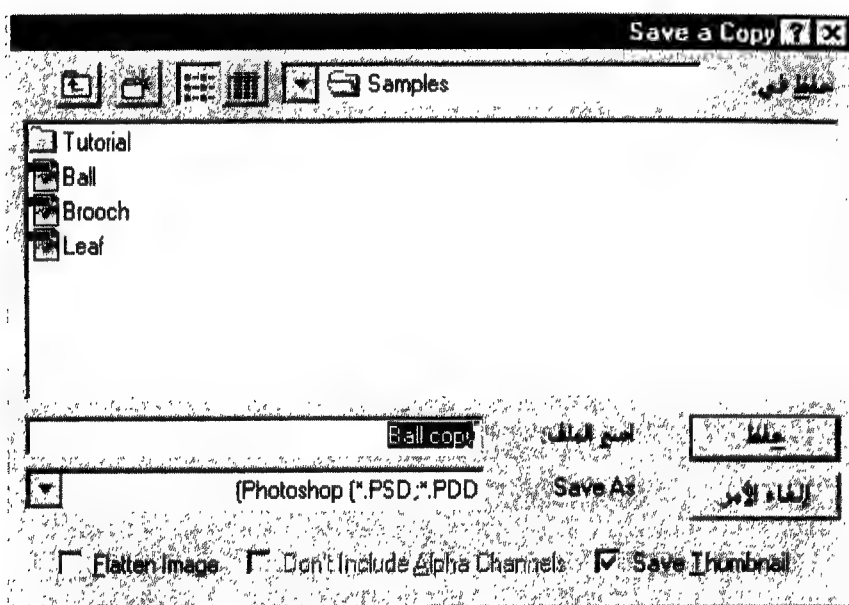 Save a Copy
حفظ في: Samples
Tutorial
Ball
Brooch
Leaf
اسم الملف: Ball copy
حفظ
Save As (Photoshop (*.PSD;*.PDD
إلغاء الأمر
Flatten Image Don't Include Alpha Channels Save Thumbnail